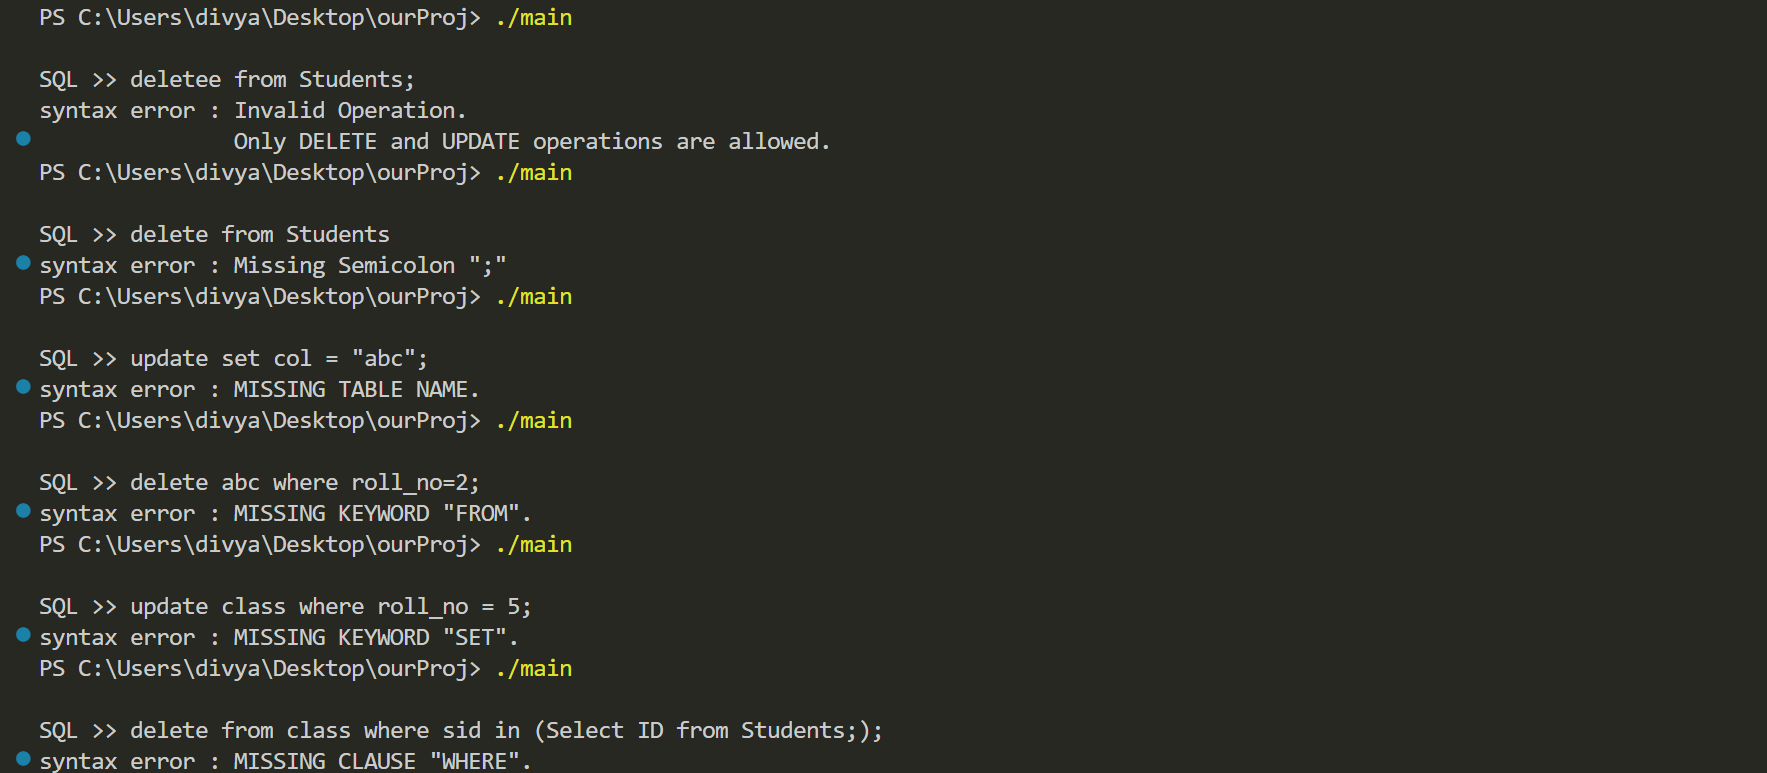 PS C:\Users\divya\Desktop\ourProj> ./main
SQL >> deletee from Students;
syntax error : Invalid Operation.
Only DELETE and UPDATE operations are allowed.
PS C:\Users\divya\Desktop\ourProj> ./main
SQL >> delete from Students
syntax error : Missing Semicolon ";"
PS C:\Users\divya\Desktop\ourProj> ./main
SQL >> update set col = "abc";
syntax error : MISSING TABLE NAME.
PS C:\Users\divya\Desktop\ourProj> ./main
SQL >> delete abc where roll_no=2;
syntax error : MISSING KEYWORD "FROM".
PS C:\Users\divya\Desktop\ourProj> ./main
SQL >> update class where roll_no = 5;
syntax error : MISSING KEYWORD "SET".
PS C:\Users\divya\Desktop\ourProj> ./main
SQL >> delete from class where sid in (Select ID from Students;);
syntax error : MISSING CLAUSE "WHERE".